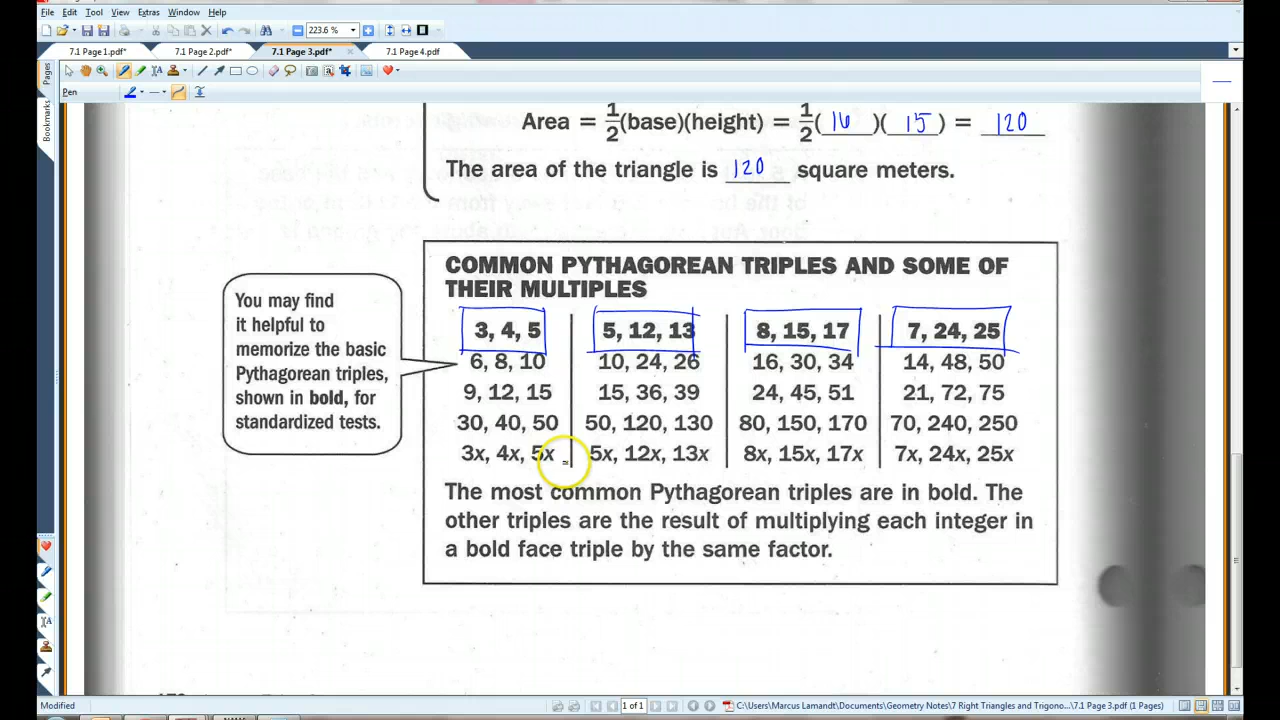 File Edit Tool View Extras Window Help
223.6 %
7.1 Page 1.pdf* 7.1 Page 2.pdf* 7.1 Page 3.pdf* 7.1 Page 4.pdf
Pen
Pages
Bookmarks
Area = 1/2(base)(height) = 1/2(16)(15) = 120
The area of the triangle is 120 square meters.
You may find
it helpful to
memorize the basic
Pythagorean triples,
shown in bold, for
standardized tests.
COMMON PYTHAGOREAN TRIPLES AND SOME OF
THEIR MULTIPLES
3, 4, 5 5, 12, 13 8, 15, 17 7, 24, 25
6, 8, 10 10, 24, 26 16, 30, 34 14, 48, 50
9, 12, 15 15, 36, 39 24, 45, 51 21, 72, 75
30, 40, 50 50, 120, 130 80, 150, 170 70, 240, 250
3x, 4x, 5x 5x, 12x, 13x 8x, 15x, 17x 7x, 24x, 25x
The most common Pythagorean triples are in bold. The
other triples are the result of multiplying each integer in
a bold face triple by the same factor.
Modified 1 of 1 C:\Users\Marcus Lamandt\Documents\Geometry Notes\7 Right Triangles and Trigono...\7.1 Page 3.pdf (1 Pages)